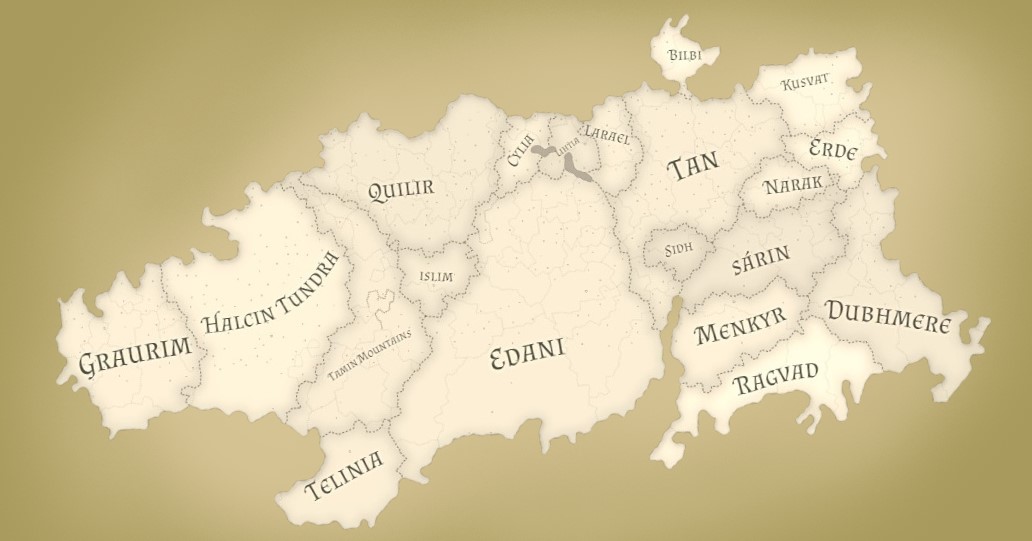 BILBI
KUSVAT
CYLIA
LARAEL
ERDE
TAN
NARAK
QUILIR
SIDH
SÁRIN
ISLIM
HALCIN TUNDRA
DUBHMERE
MENKYR
TAMIN MOUNTAINS
GRAURIM
EDANI
RAGVAD
TELINIA